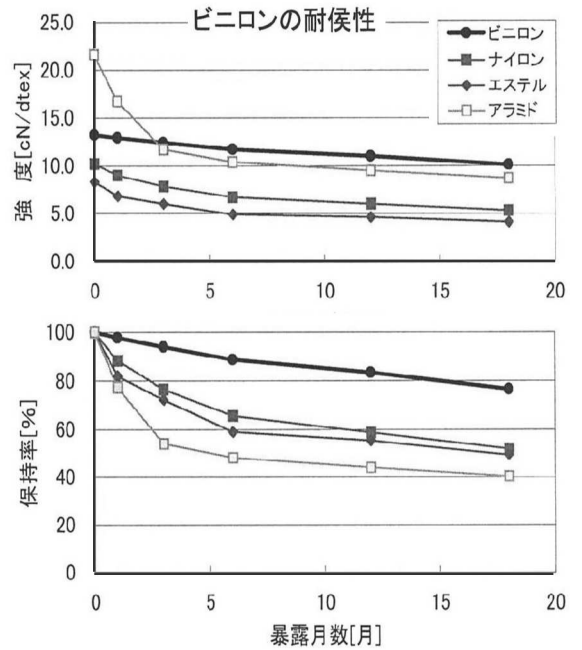 ビニロンの耐侯性
ビニロン
ナイロン
エステル
アラミド
強 度[cN/dtex]
25.0
20.0
15.0
10.0
5.0
0.0
0 5 10 15 20
保持率[%]
100
80
60
40
20
0
0 5 10 15 20
暴露月数[月]